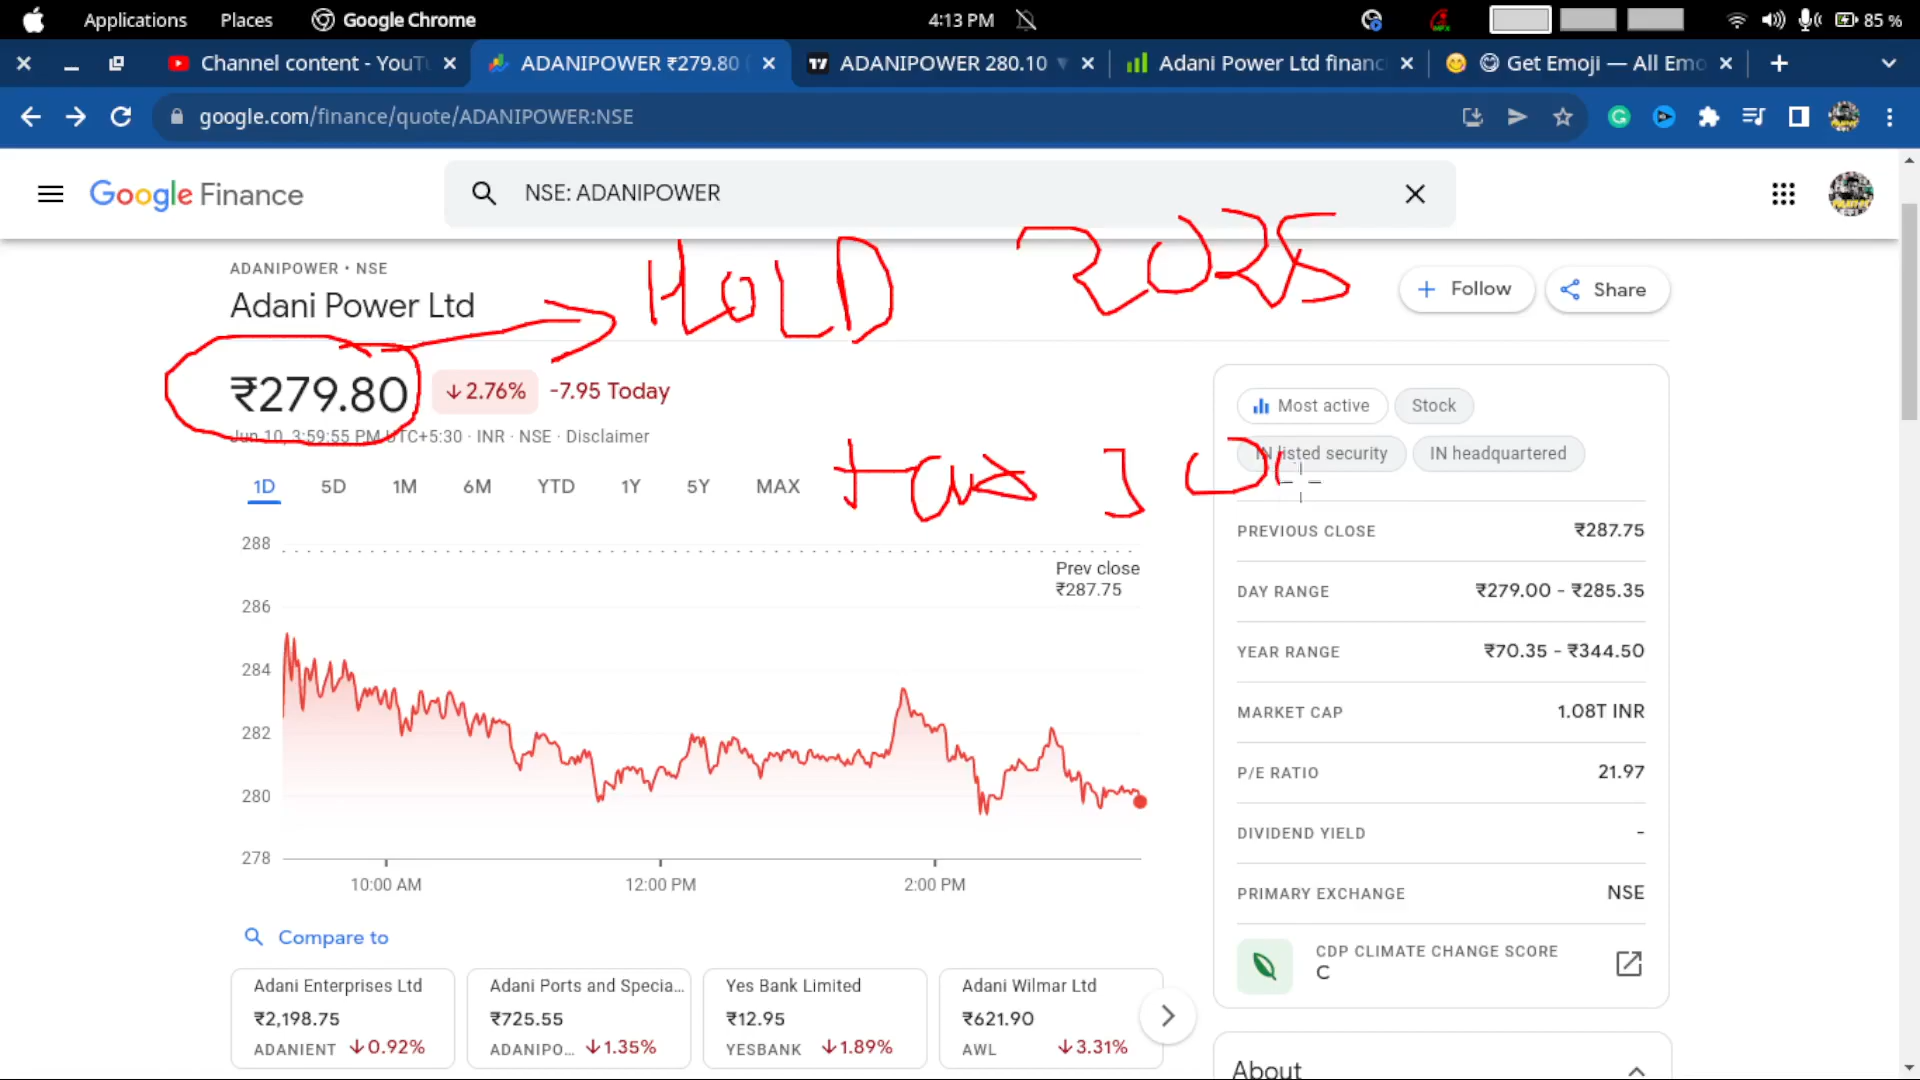 Applications Places Google Chrome 4:13 PM 85 %
Channel content - YouTu ADANIPOWER ₹279.80 ( ADANIPOWER 280.10 Adani Power Ltd financ Get Emoji — All Emo
google.com/finance/quote/ADANIPOWER:NSE
Google Finance NSE: ADANIPOWER
HOLD 2025
ADANIPOWER • NSE
Adani Power Ltd
Follow Share
₹279.80 2.76% -7.95 Today
Jun 10, 3:59:55 PM UTC+5:30 · INR · NSE · Disclaimer
Most active Stock
IN listed security IN headquartered
1D 5D 1M 6M YTD 1Y 5Y MAX
288
286
284
282
280
278
Prev close
₹287.75
10:00 AM 12:00 PM 2:00 PM
PREVIOUS CLOSE ₹287.75
DAY RANGE ₹279.00 - ₹285.35
YEAR RANGE ₹70.35 - ₹344.50
MARKET CAP 1.08T INR
P/E RATIO 21.97
DIVIDEND YIELD -
PRIMARY EXCHANGE NSE
CDP CLIMATE CHANGE SCORE
C
Compare to
Adani Enterprises Ltd
₹2,198.75
ADANIENT 0.92%
Adani Ports and Specia...
₹725.55
ADANIPO... 1.35%
Yes Bank Limited
₹12.95
YESBANK 1.89%
Adani Wilmar Ltd
₹621.90
AWL 3.31%
About